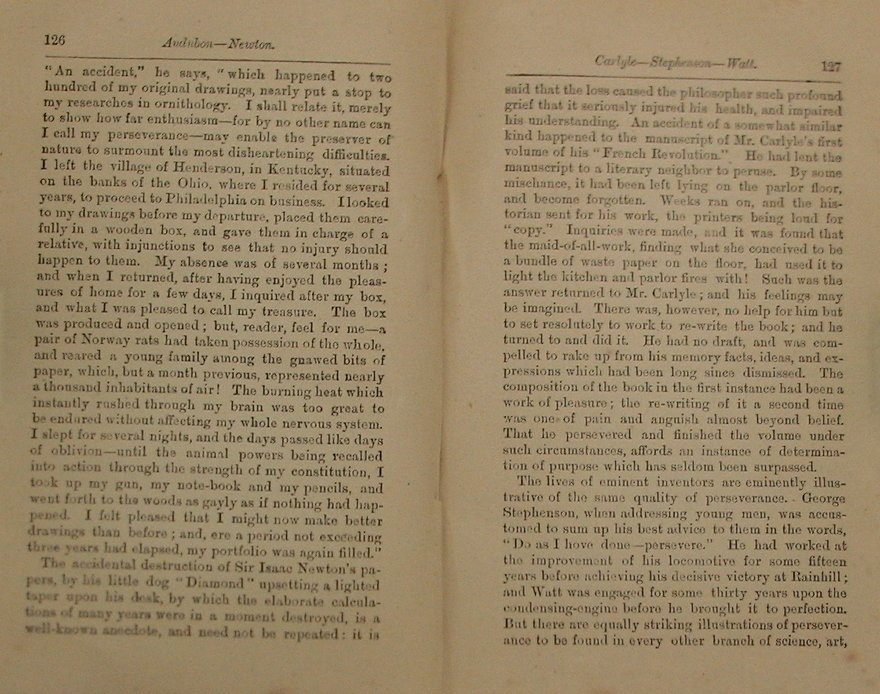 126
Audubon—Newton.
“An accident,” he says, “which happened to two
hundred of my original drawings, nearly put a stop to
my researches in ornithology. I shall relate it, merely
to show how far enthusiasm—for by no other name can
I call my perseverance—may enable the preserver of
nature to surmount the most disheartening difficulties.
I left the village of Henderson, in Kentucky, situated
on the banks of the Ohio, where I resided for several
years, to proceed to Philadelphia on business. I looked
to my drawings before my departure, placed them care-
fully in a wooden box, and gave them in charge of a
relative, with injunctions to see that no injury should
happen to them. My absence was of several months ;
and when I returned, after having enjoyed the pleas-
ures of home for a few days, I inquired after my box,
and what I was pleased to call my treasure. The box
was produced and opened ; but, reader, feel for me—a
pair of Norway rats had taken possession of the whole,
and reared a young family among the gnawed bits of
paper, which, but a month previous, represented nearly
a thousand inhabitants of air! The burning heat which
instantly rushed through my brain was too great to
be endured without affecting my whole nervous system.
I slept for several nights, and the days passed like days
of oblivion—until the animal powers being recalled
into action through the strength of my constitution, I
took up my gun, my note-book and my pencils, and
went forth to the woods as gayly as if nothing had hap-
pened. I felt pleased that I might now make better
drawings than before ; and, ere a period not exceeding
three years had elapsed, my portfolio was again filled.”
The accidental destruction of Sir Isaac Newton's pa-
pers, by his little dog “Diamond” upsetting a lighted
taper upon his desk, by which the elaborate calcula-
tions of many years were in a moment destroyed, is a
well-known anecdote, and need not be repeated: it is
Carlyle—Stephenson—Watt.
127
said that the loss caused the philosopher such profound
grief that it seriously injured his health, and impaired
his understanding. An accident of a somewhat similar
kind happened to the manuscript of Mr. Carlyle's first
volume of his “French Revolution.” He had lent the
manuscript to a literary neighbor to peruse. By some
mischance, it had been left lying on the parlor floor,
and become forgotten. Weeks ran on, and the his-
torian sent for his work, the printers being loud for
“copy.” Inquiries were made, and it was found that
the maid-of-all-work, finding what she conceived to be
a bundle of waste paper on the floor, had used it to
light the kitchen and parlor fires with! Such was the
answer returned to Mr. Carlyle ; and his feelings may
be imagined. There was, however, no help for him but
to set resolutely to work to re-write the book; and he
turned to and did it. He had no draft, and was com-
pelled to rake up from his memory facts, ideas, and ex-
pressions which had been long since dismissed. The
composition of the book in the first instance had been a
work of pleasure ; the re-writing of it a second time
was one of pain and anguish almost beyond belief.
That he persevered and finished the volume under
such circumstances, affords an instance of determina-
tion of purpose which has seldom been surpassed.
The lives of eminent inventors are eminently illus-
trative of the same quality of perseverance. George
Stephenson, when addressing young men, was accus-
tomed to sum up his best advice to them in the words,
“Do as I have done—persevere.” He had worked at
the improvement of his locomotive for some fifteen
years before achieving his decisive victory at Rainhill ;
and Watt was engaged for some thirty years upon the
condensing-engine before he brought it to perfection.
But there are equally striking illustrations of persever-
ance to be found in every other branch of science, art,